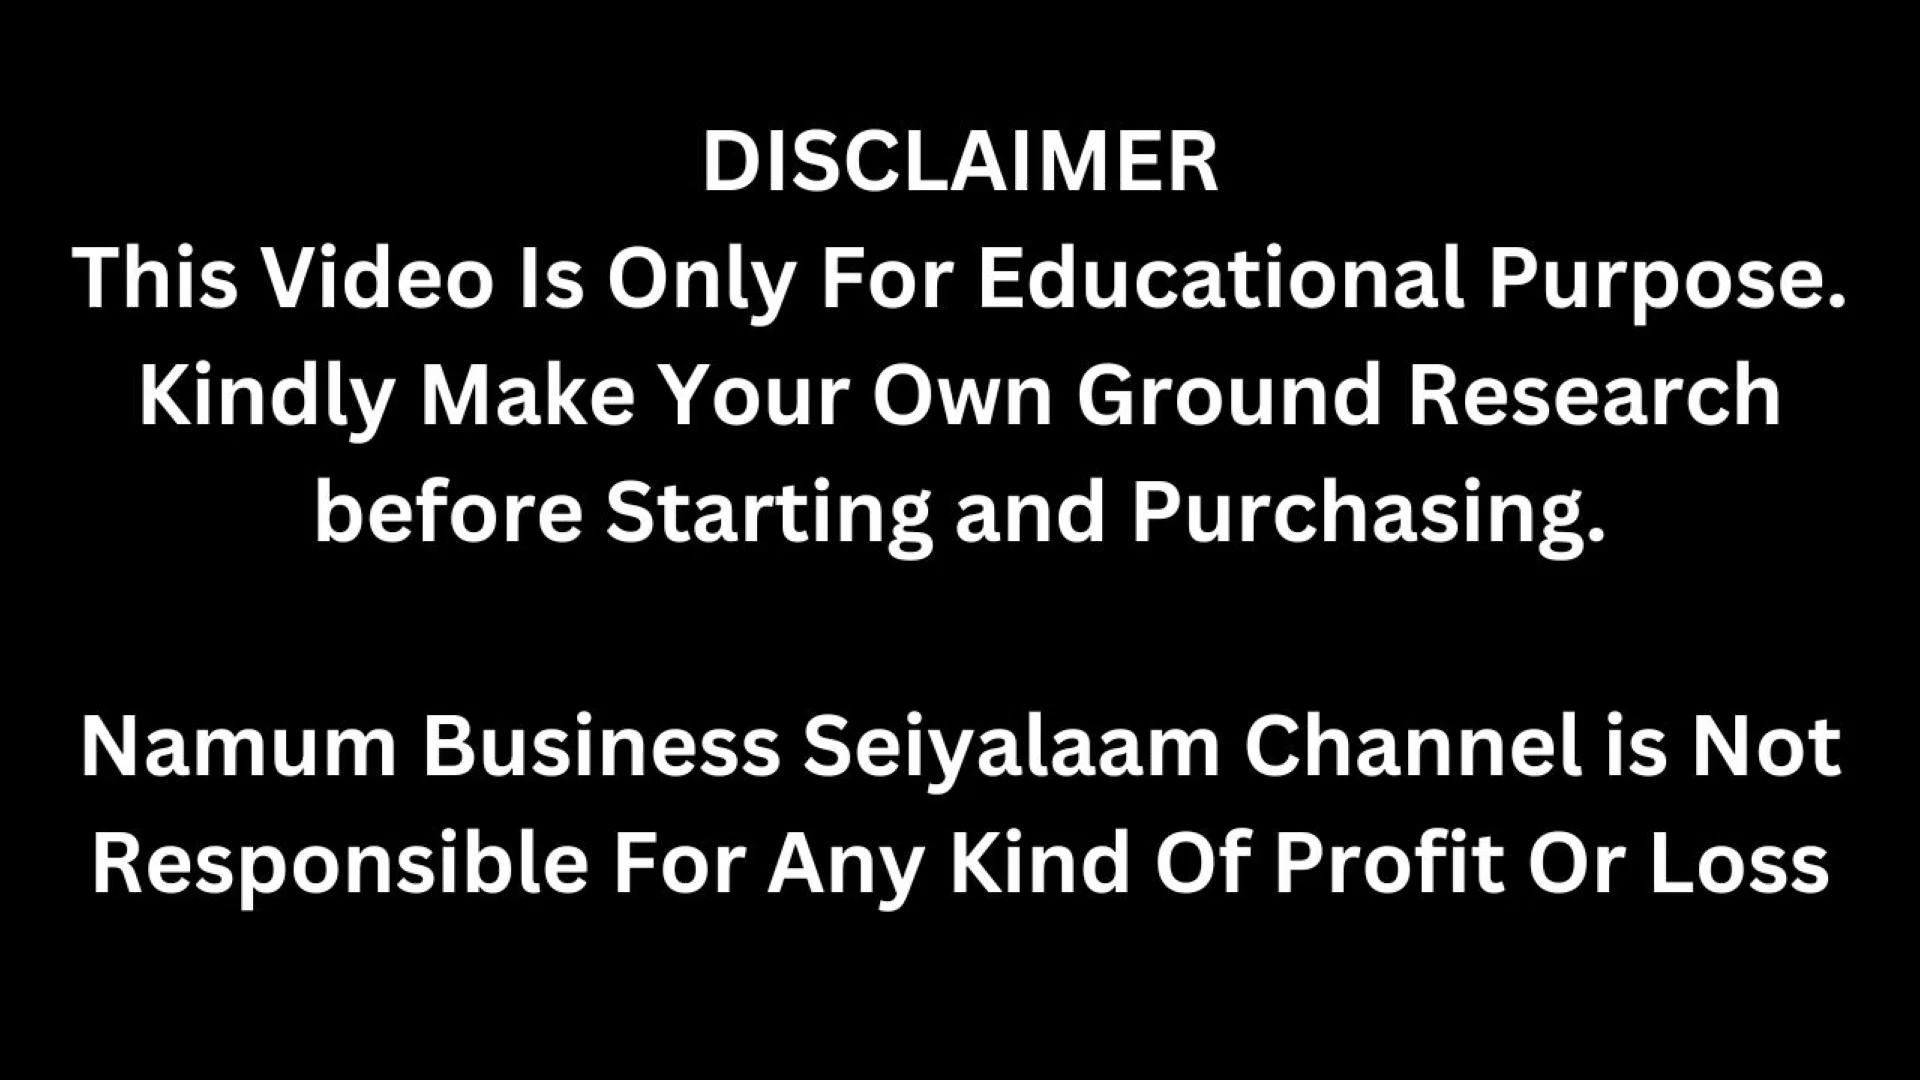 DISCLAIMER
This Video Is Only For Educational Purpose.
Kindly Make Your Own Ground Research
before Starting and Purchasing.
Namum Business Seiyalaam Channel is Not
Responsible For Any Kind Of Profit Or Loss